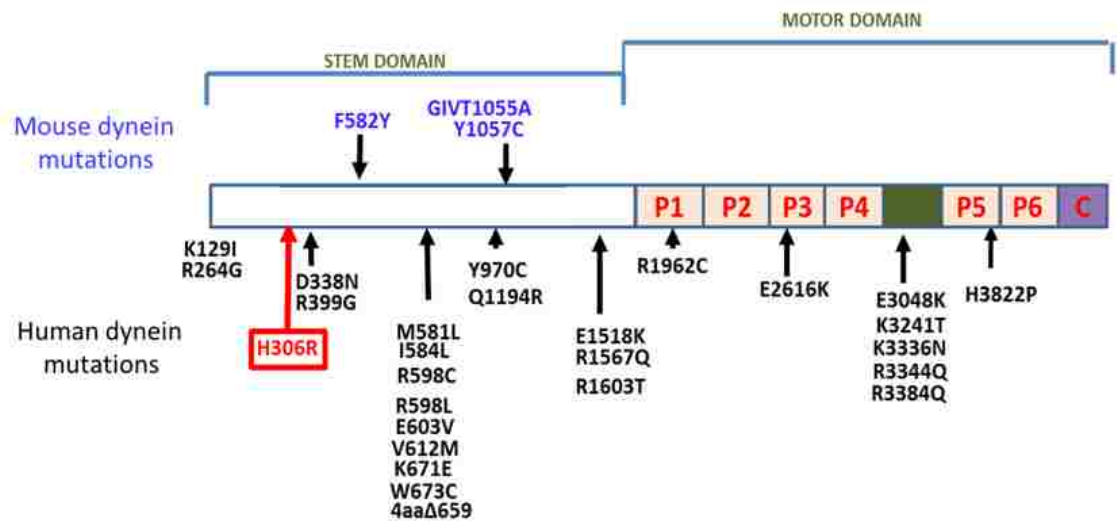 MOTOR DOMAIN
STEM DOMAIN
Mouse dynein
mutations
F582Y
GIVT1055A
Y1057C
P1 P2 P3 P4 P5 P6 C
K129I
R264G
D338N
R399G
H306R
Human dynein
mutations
M581L
I584L
R598C
R598L
E603V
V612M
K671E
W673C
4aaΔ659
Y970C
Q1194R
E1518K
R1567Q
R1603T
R1962C
E2616K
E3048K
K3241T
K3336N
R3344Q
R3384Q
H3822P